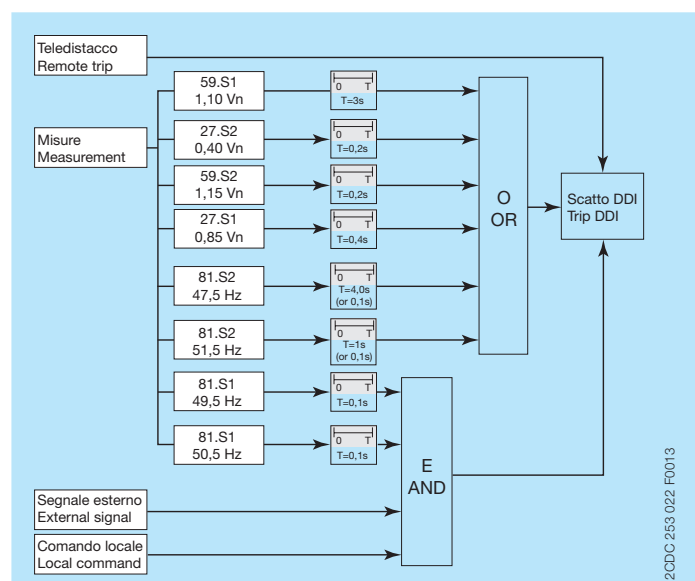 Teledistacco
Remote trip
59.S1
1,10 Vn
0 T
T=3s
Misure
Measurement
27.S2
0,40 Vn
0 T
T=0,2s
59.S2
1,15 Vn
0 T
T=0,2s
27.S1
0,85 Vn
0 T
T=0,4s
O
OR
Scatto DDI
Trip DDI
81.S2
47,5 Hz
0 T
T=4,0s
(or 0,1s)
81.S2
51,5 Hz
0 T
T=1s
(or 0,1s)
81.S1
49,5 Hz
0 T
T=0,1s
81.S1
50,5 Hz
0 T
T=0,1s
E
AND
Segnale esterno
External signal
Comando locale
Local command
2CDC 253 022 F0013